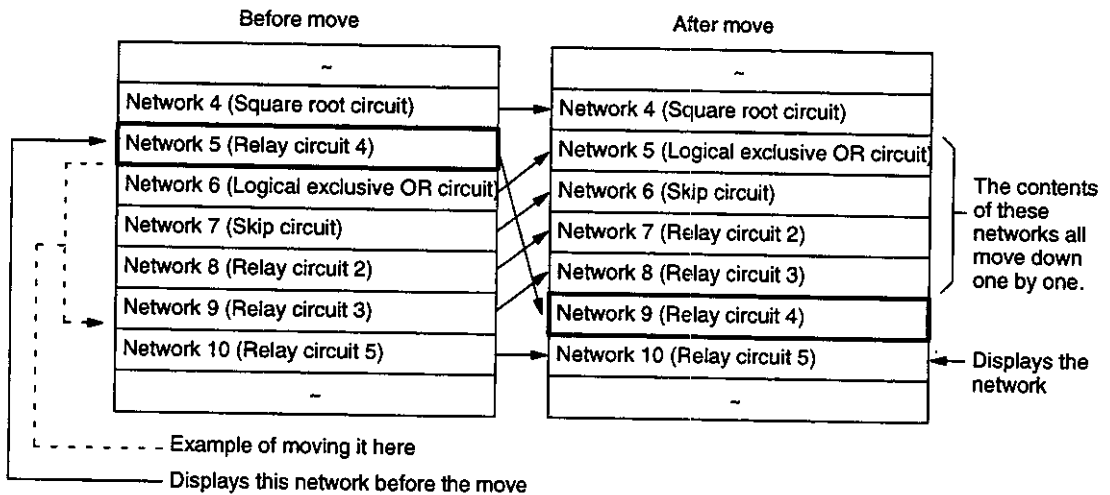 Before move
~
Network 4 (Square root circuit)
Network 5 (Relay circuit 4)
Network 6 (Logical exclusive OR circuit)
Network 7 (Skip circuit)
Network 8 (Relay circuit 2)
Network 9 (Relay circuit 3)
Network 10 (Relay circuit 5)
~
After move
~
Network 4 (Square root circuit)
Network 5 (Logical exclusive OR circuit)
Network 6 (Skip circuit)
Network 7 (Relay circuit 2)
Network 8 (Relay circuit 3)
Network 9 (Relay circuit 4)
Network 10 (Relay circuit 5)
~
The contents
of these
networks all
move down
one by one.
Displays the
network
Example of moving it here
Displays this network before the move